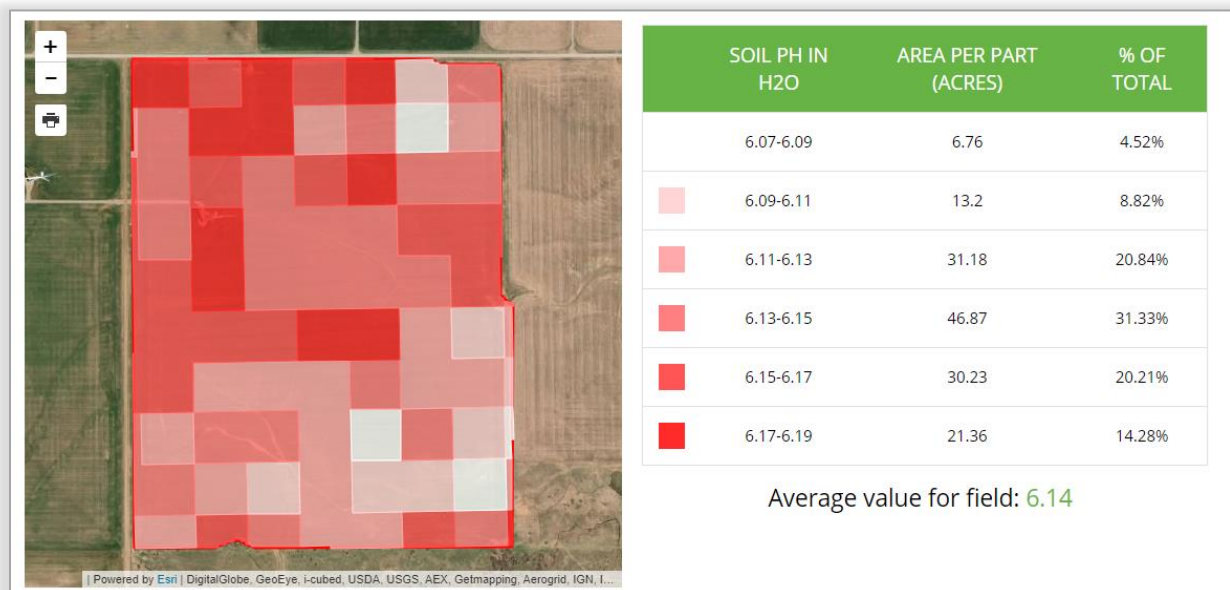 +
−
| Powered by Esri | DigitalGlobe, GeoEye, i-cubed, USDA, USGS, AEX, Getmapping, Aerogrid, IGN, I...
SOIL PH IN H2O AREA PER PART (ACRES) % OF TOTAL
6.07-6.09 6.76 4.52%
6.09-6.11 13.2 8.82%
6.11-6.13 31.18 20.84%
6.13-6.15 46.87 31.33%
6.15-6.17 30.23 20.21%
6.17-6.19 21.36 14.28%
Average value for field: 6.14